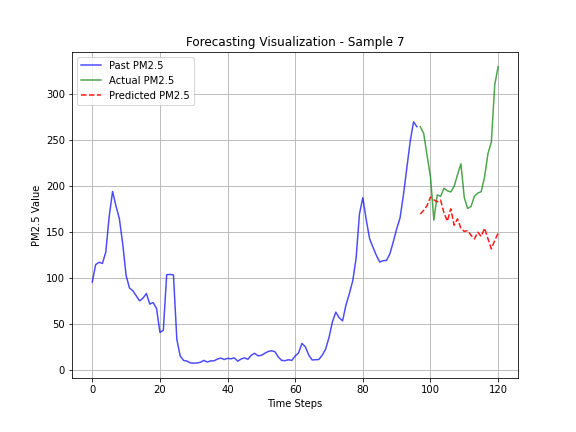 Forecasting Visualization - Sample 7
Past PM2.5
Actual PM2.5
Predicted PM2.5
PM2.5 Value
300
250
200
150
100
50
0
0 20 40 60 80 100 120
Time Steps